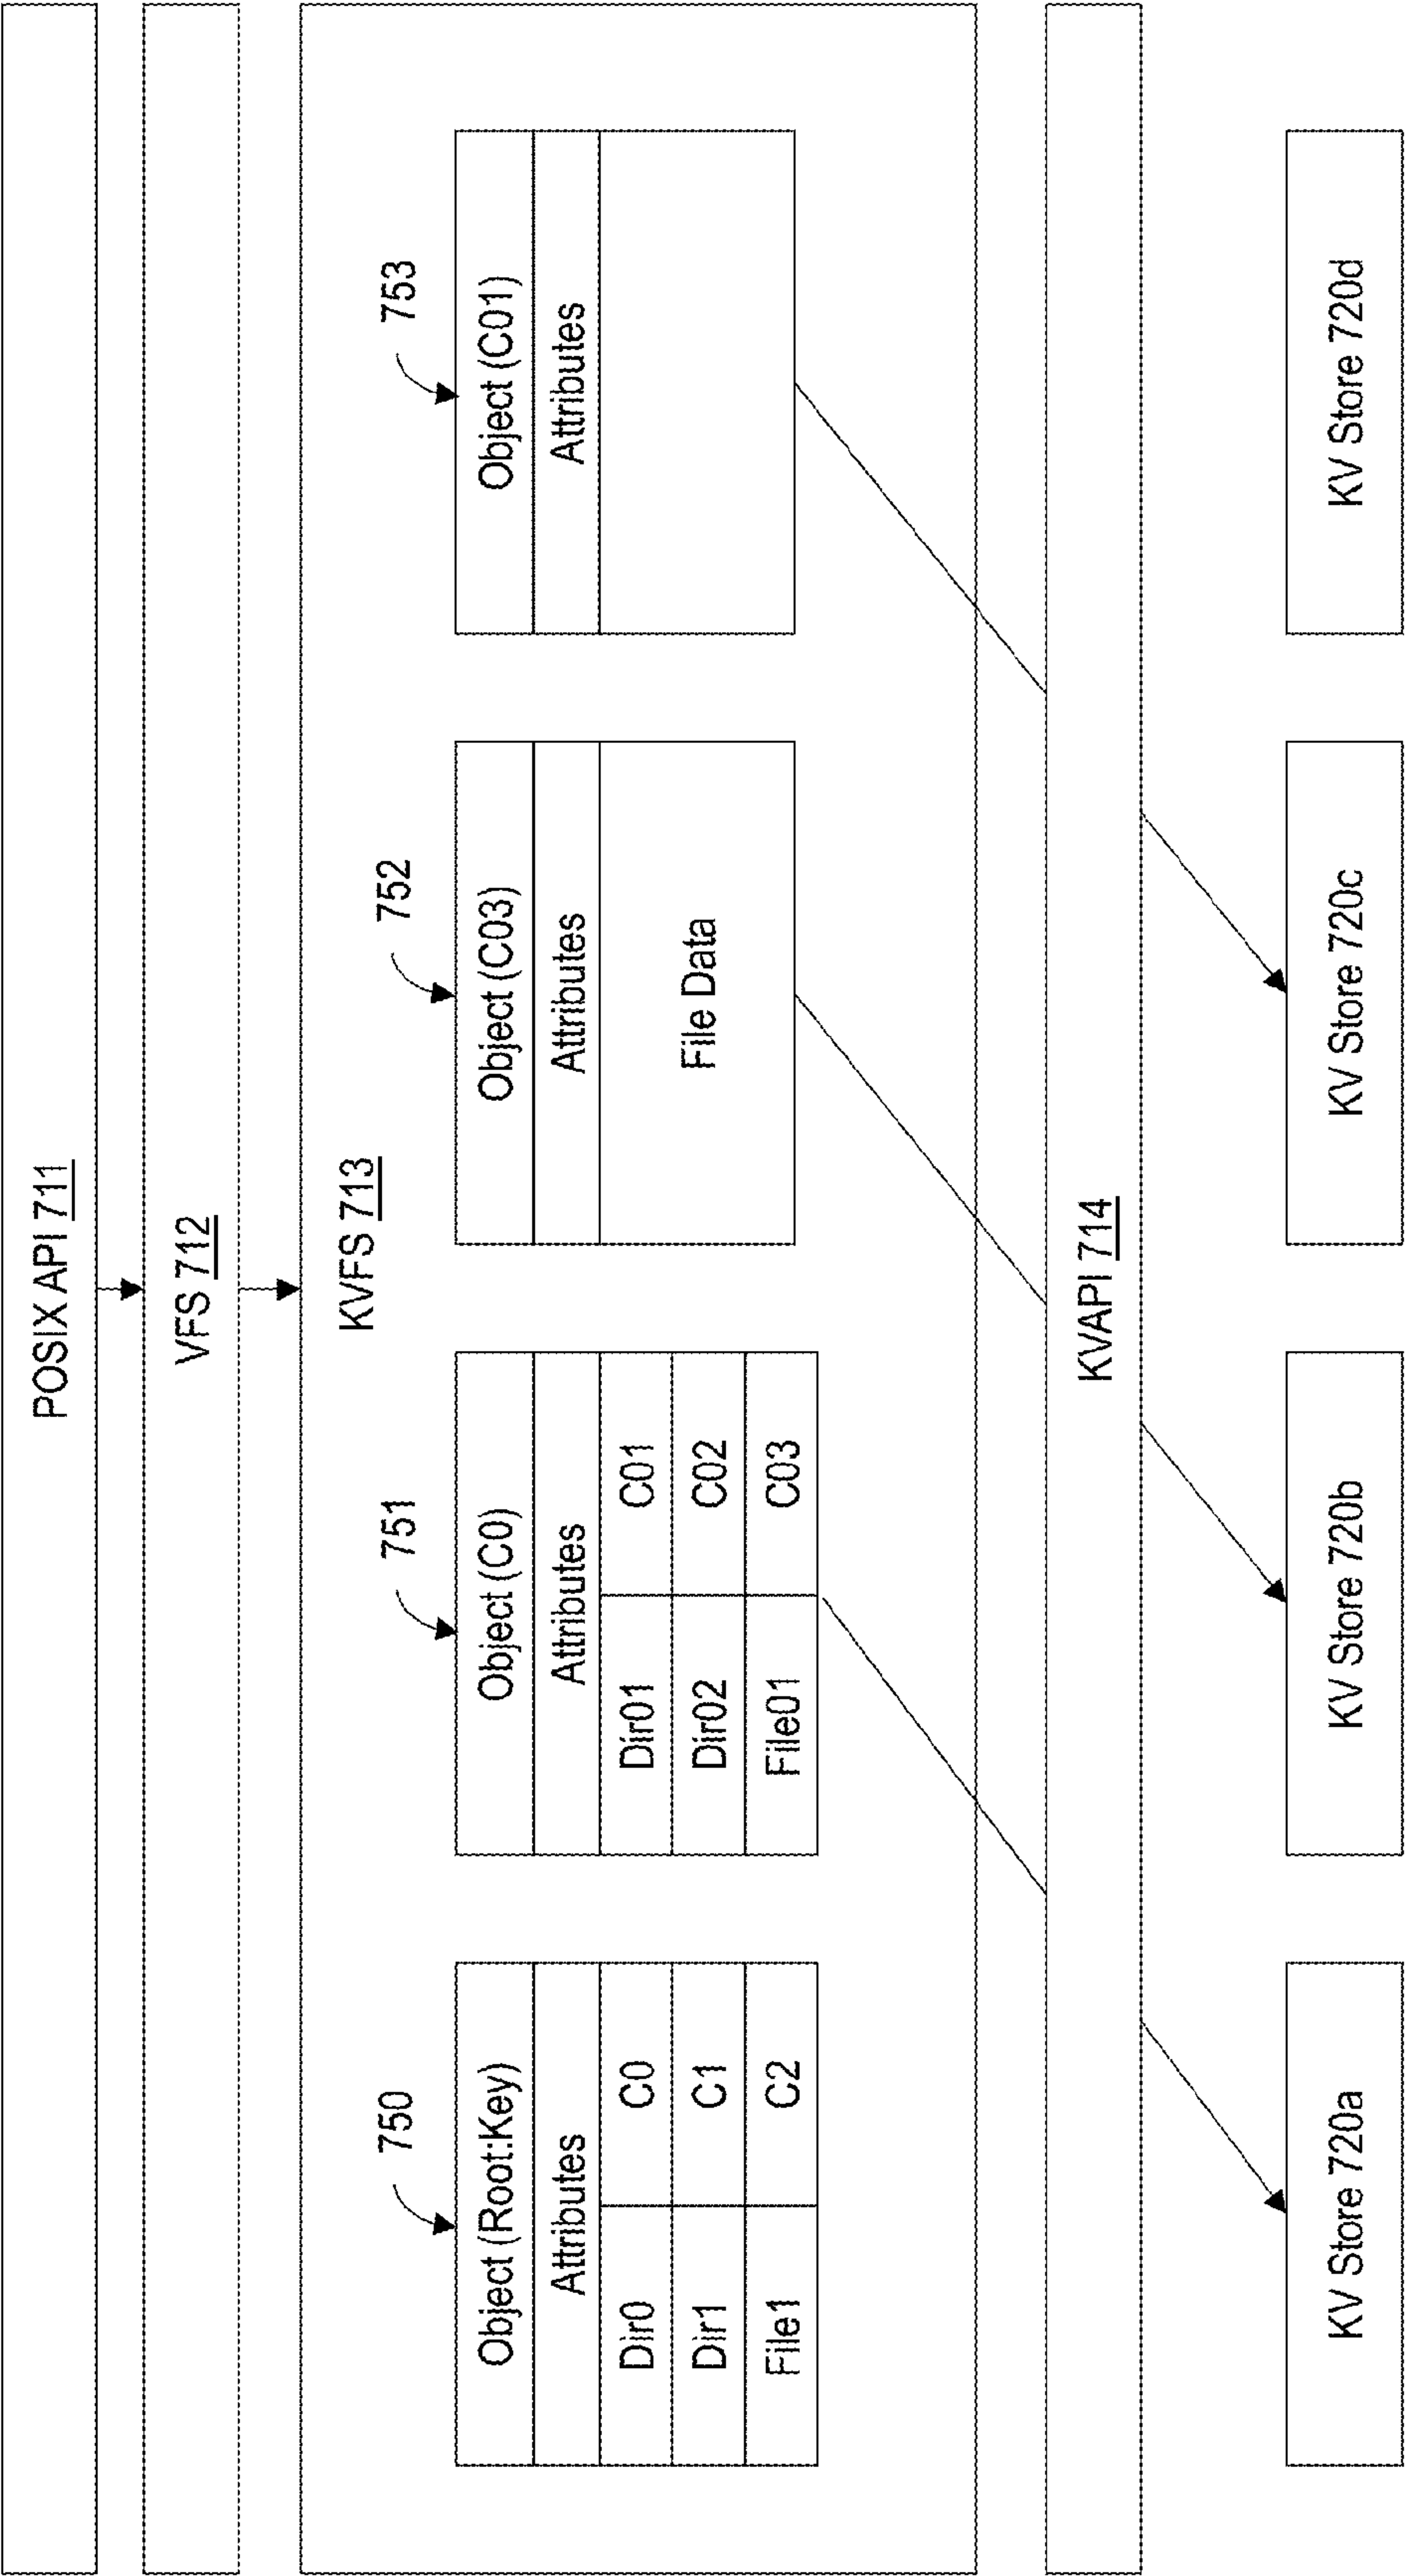 POSIX API 711
VFS 712
KVFS 713
750
751
752
753
Object (Root:Key)
Attributes
Dir0 C0
Dir1 C1
File1 C2
Object (C0)
Attributes
Dir01 C01
Dir02 C02
File01 C03
Object (C03)
Attributes
File Data
Object (C01)
Attributes
KVAPI 714
KV Store 720a
KV Store 720b
KV Store 720c
KV Store 720d